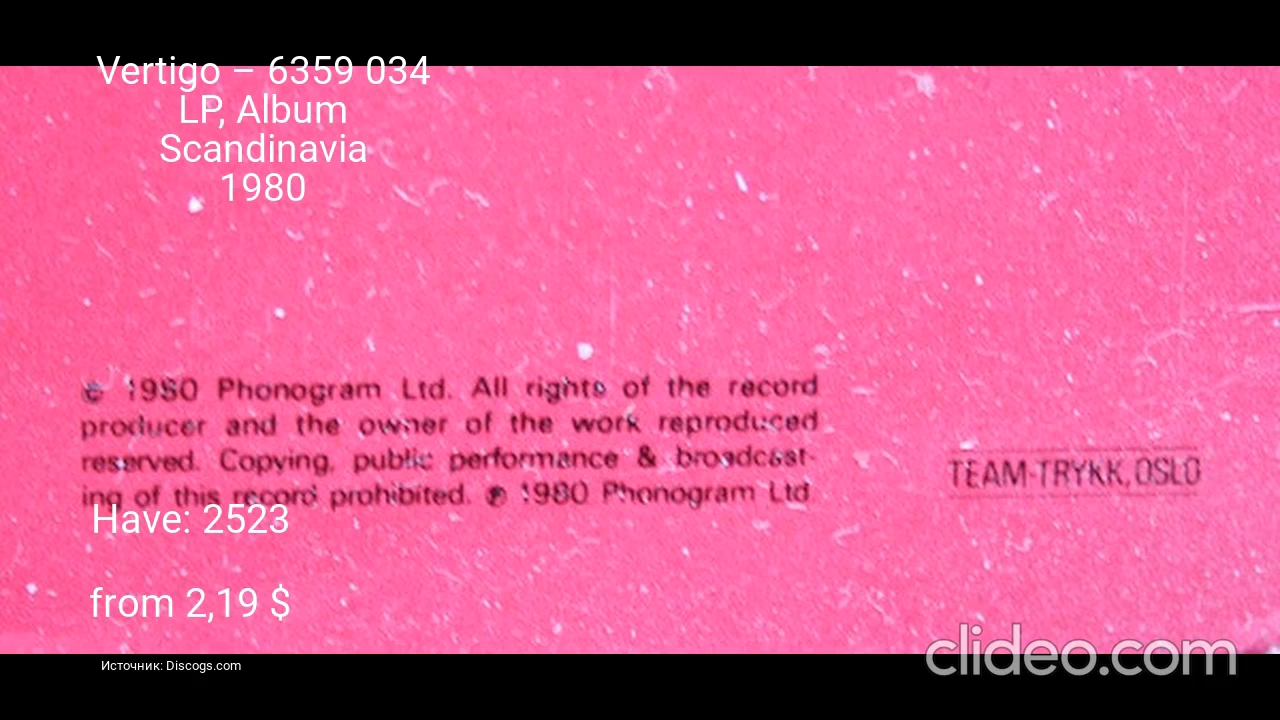 Vertigo – 6359 034
LP, Album
Scandinavia
1980
© 1980 Phonogram Ltd. All rights of the record
producer and the owner of the work reproduced
reserved. Copying, public performance & broadcast-
ing of this record prohibited. ℗ 1980 Phonogram Ltd
TEAM-TRYKK, OSLO
Have: 2523
from 2,19 $
Источник: Discogs.com
clideo.com